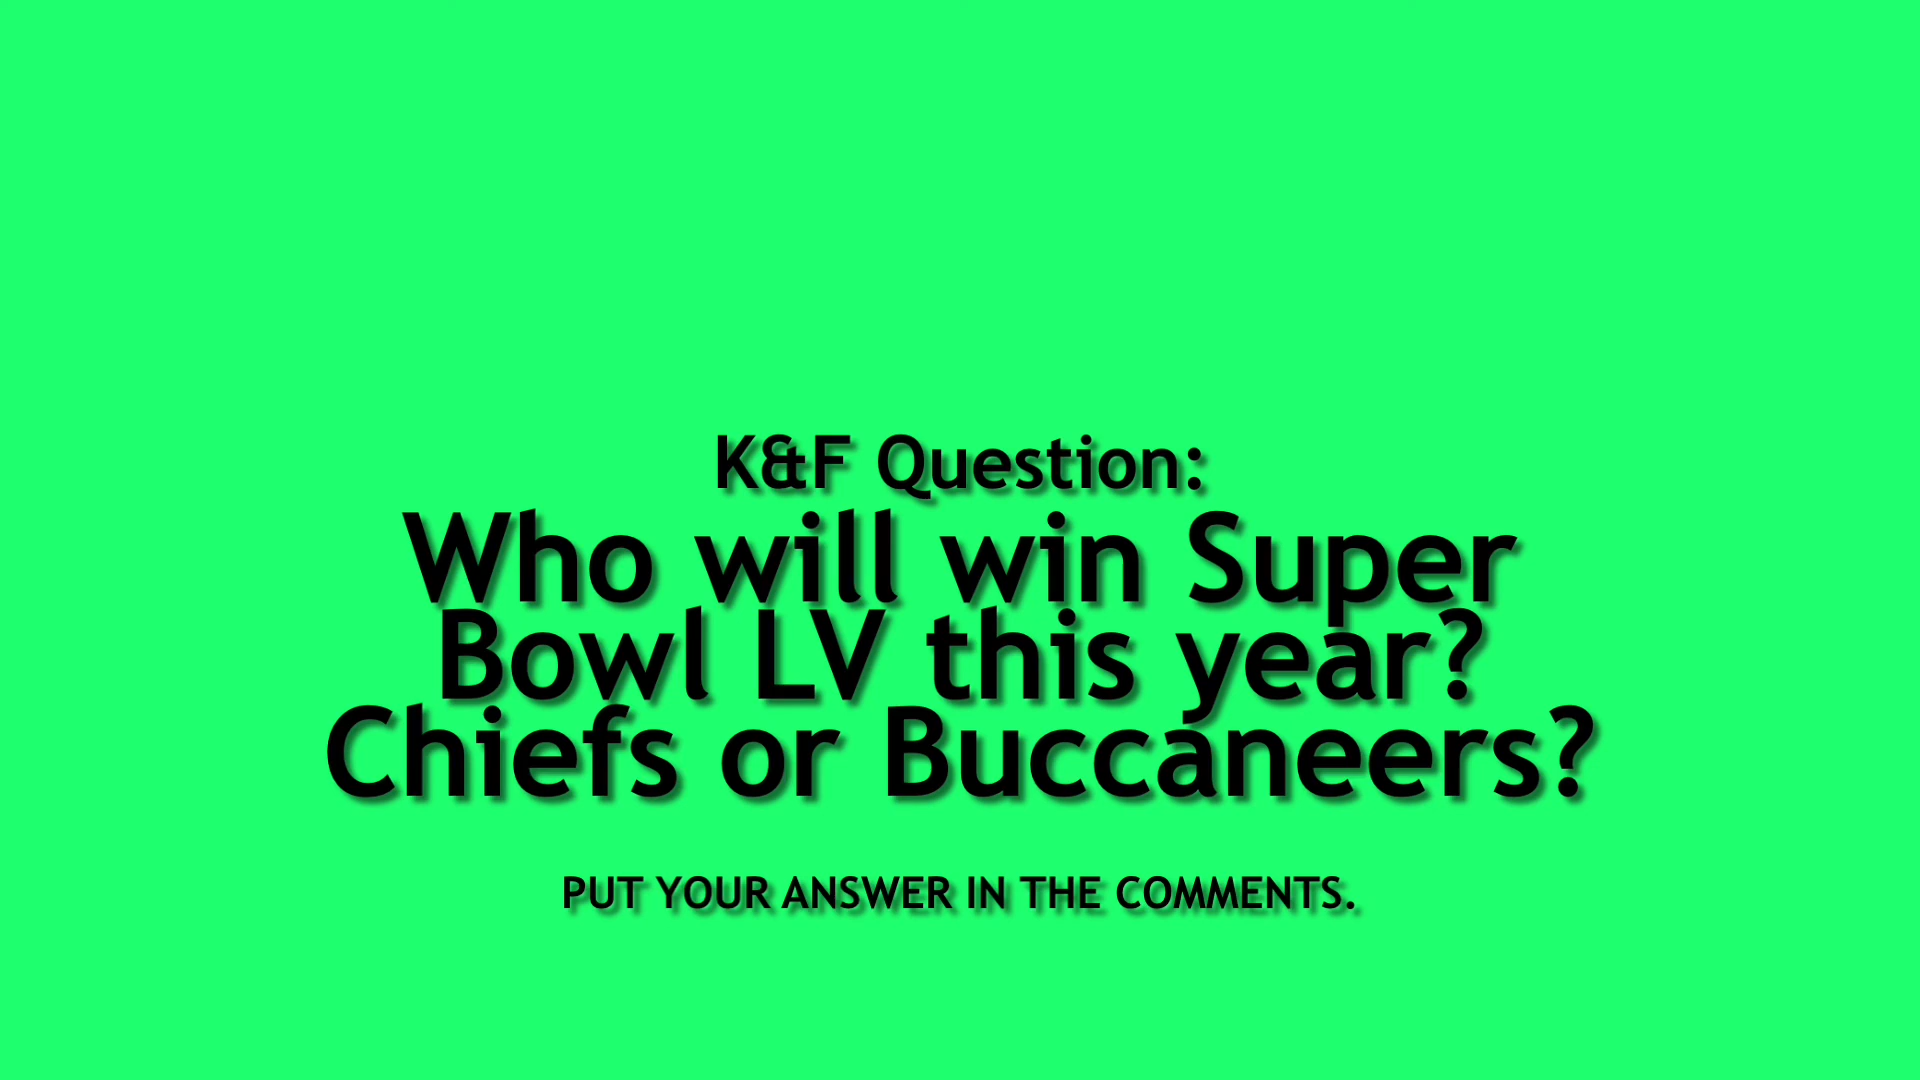 K&F Question:
Who will win Super
Bowl LV this year?
Chiefs or Buccaneers?
PUT YOUR ANSWER IN THE COMMENTS.